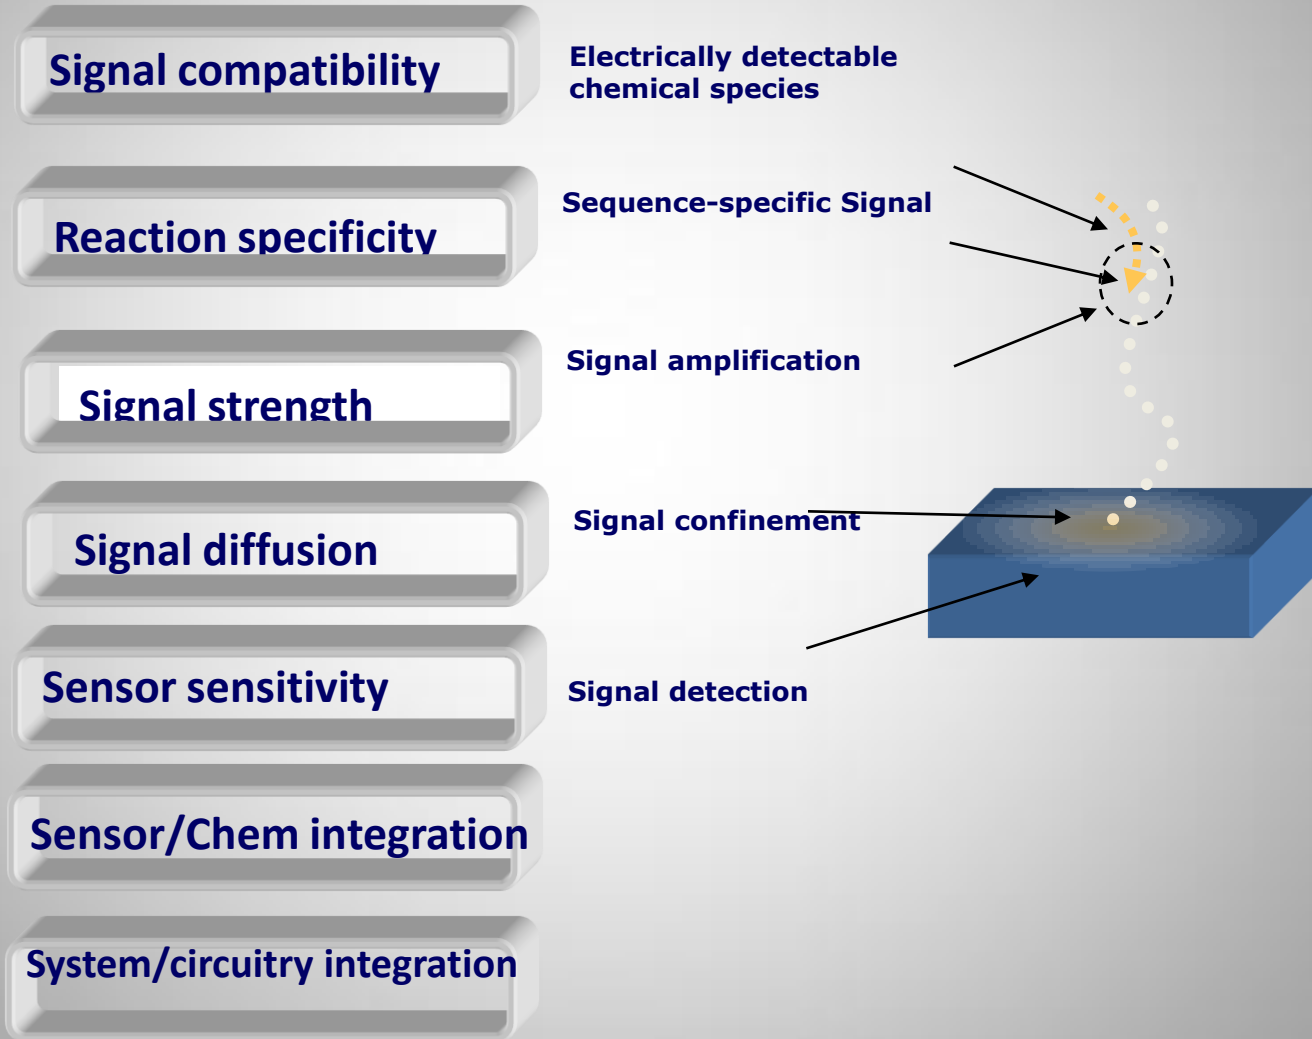 Signal compatibility
Electrically detectable
chemical species
Reaction specificity
Sequence-specific Signal
Signal strength
Signal amplification
Signal diffusion
Signal confinement
Sensor sensitivity
Signal detection
Sensor/Chem integration
System/circuitry integration